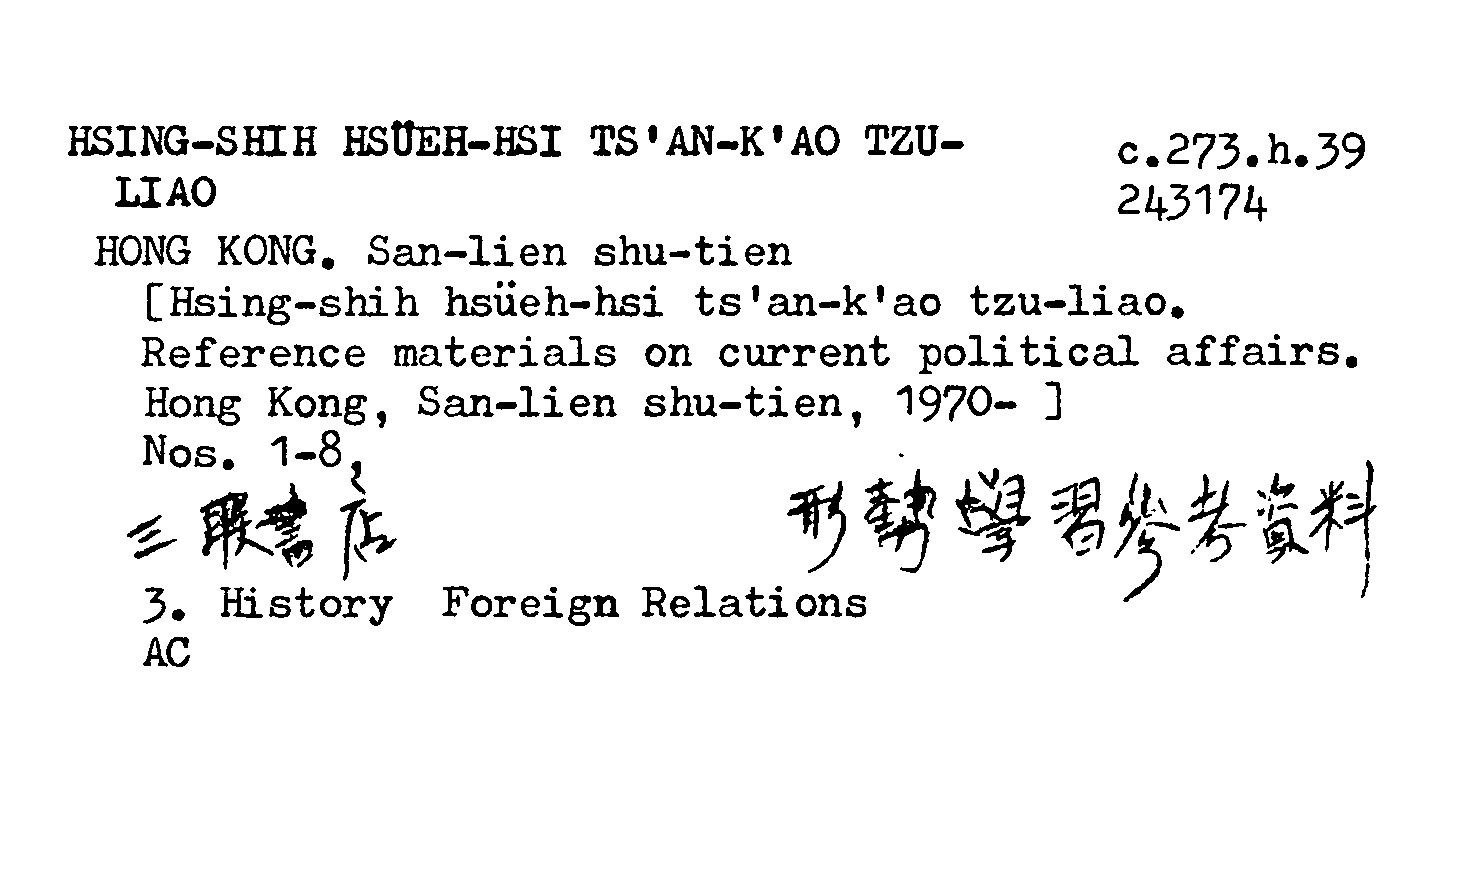 HSING-SHIH HSÜEH-HSI TS'AN-K'AO TZU-
LIAO
c.273.h.39
243174
HONG KONG. San-lien shu-tien
[Hsing-shih hsüeh-hsi ts'an-k'ao tzu-liao.
Reference materials on current political affairs.
Hong Kong, San-lien shu-tien, 1970- ]
Nos. 1-8,
三联書店
形勢學習參考資料
3. History Foreign Relations
AC